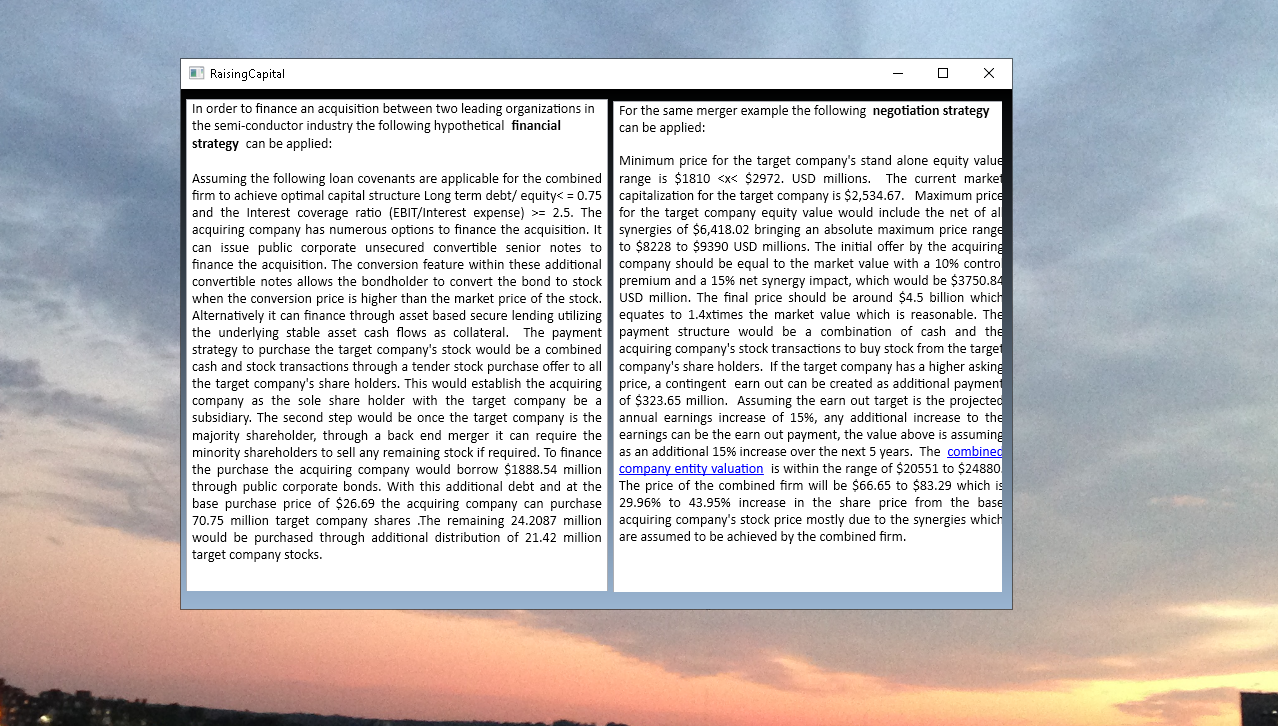 RaisingCapital
In order to finance an acquisition between two leading organizations in
the semi-conductor industry the following hypothetical financial
strategy can be applied:
Assuming the following loan covenants are applicable for the combined
firm to achieve optimal capital structure Long term debt/ equity< = 0.75
and the Interest coverage ratio (EBIT/Interest expense) >= 2.5. The
acquiring company has numerous options to finance the acquisition. It
can issue public corporate unsecured convertible senior notes to
finance the acquisition. The conversion feature within these additional
convertible notes allows the bondholder to convert the bond to stock
when the conversion price is higher than the market price of the stock.
Alternatively it can finance through asset based secure lending utilizing
the underlying stable asset cash flows as collateral. The payment
strategy to purchase the target company's stock would be a combined
cash and stock transactions through a tender stock purchase offer to all
the target company's share holders. This would establish the acquiring
company as the sole share holder with the target company be a
subsidiary. The second step would be once the target company is the
majority shareholder, through a back end merger it can require the
minority shareholders to sell any remaining stock if required. To finance
the purchase the acquiring company would borrow $1888.54 million
through public corporate bonds. With this additional debt and at the
base purchase price of $26.69 the acquiring company can purchase
70.75 million target company shares .The remaining 24.2087 million
would be purchased through additional distribution of 21.42 million
target company stocks.
For the same merger example the following negotiation strategy
can be applied:
Minimum price for the target company's stand alone equity value
range is $1810 <x< $2972. USD millions. The current market
capitalization for the target company is $2,534.67. Maximum price
for the target company equity value would include the net of al
synergies of $6,418.02 bringing an absolute maximum price range
to $8228 to $9390 USD millions. The initial offer by the acquiring
company should be equal to the market value with a 10% contro
premium and a 15% net synergy impact, which would be $3750.84
USD million. The final price should be around $4.5 billion which
equates to 1.4xtimes the market value which is reasonable. The
payment structure would be a combination of cash and the
acquiring company's stock transactions to buy stock from the target
company's share holders. If the target company has a higher asking
price, a contingent earn out can be created as additional payment
of $323.65 million. Assuming the earn out target is the projected
annual earnings increase of 15%, any additional increase to the
earnings can be the earn out payment, the value above is assuming
as an additional 15% increase over the next 5 years. The combined
company entity valuation is within the range of $20551 to $24880.
The price of the combined firm will be $66.65 to $83.29 which is
29.96% to 43.95% increase in the share price from the base
acquiring company's stock price mostly due to the synergies which
are assumed to be achieved by the combined firm.